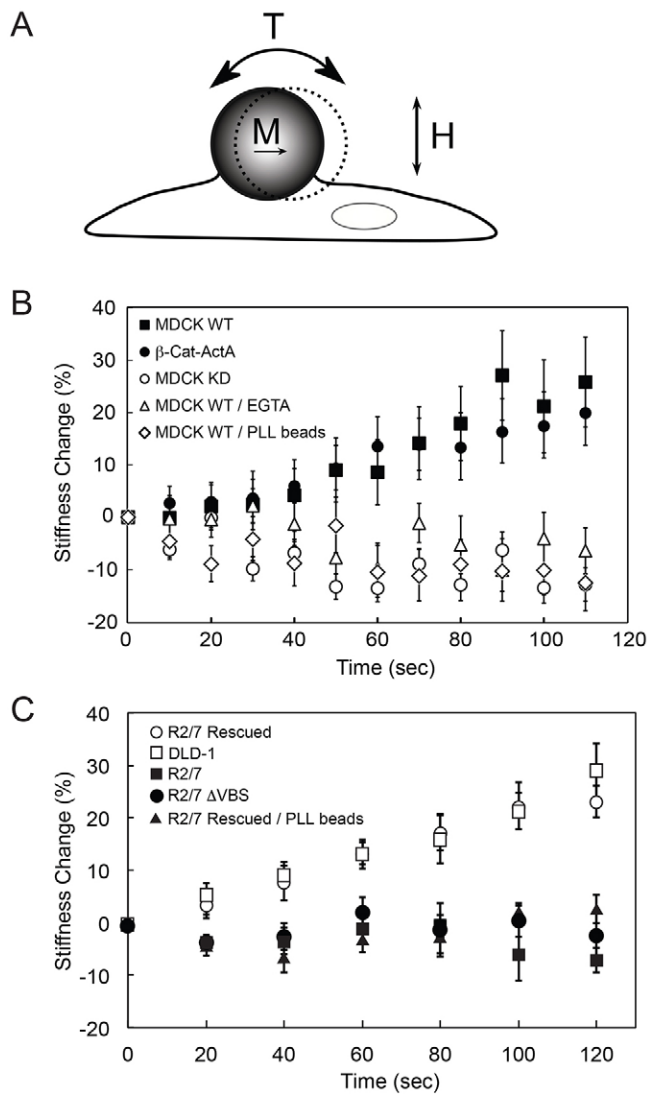 A
T
M
H
B
Stiffness Change (%)
40
30
20
10
0
-10
-20
■ MDCK WT
● β-Cat-ActA
○ MDCK KD
△ MDCK WT / EGTA
◇ MDCK WT / PLL beads
0 20 40 60 80 100 120
Time (sec)
C
Stiffness Change (%)
40
30
20
10
0
-10
-20
○ R2/7 Rescued
□ DLD-1
■ R2/7
● R2/7 ΔVBS
▲ R2/7 Rescued / PLL beads
0 20 40 60 80 100 120
Time (sec)